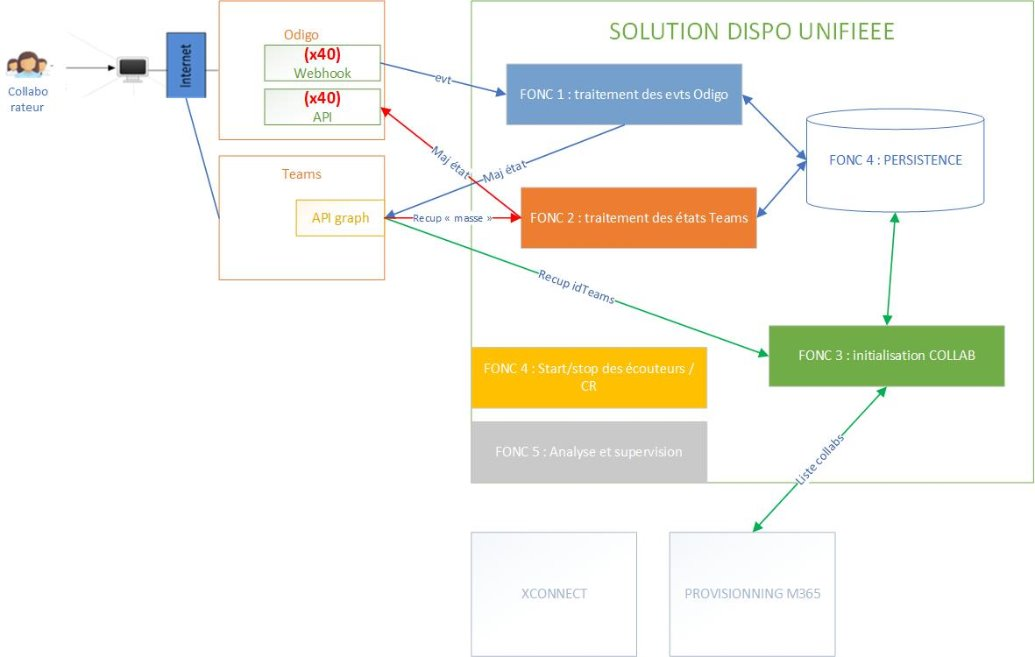 SOLUTION DISPO UNIFIEEE
Collabo
rateur
Internet
Odigo
(x40)
Webhook
(x40)
API
evt
FONC 1 : traitement des evts Odigo
FONC 4 : PERSISTENCE
Maj état
Maj état
Teams
API graph
Recup « masse »
FONC 2 : traitement des états Teams
Recup idTeams
FONC 3 : initialisation COLLAB
FONC 4 : Start/stop des écouteurs /
CR
FONC 5 : Analyse et supervision
Liste collabs
XCONNECT
PROVISIONNING M365